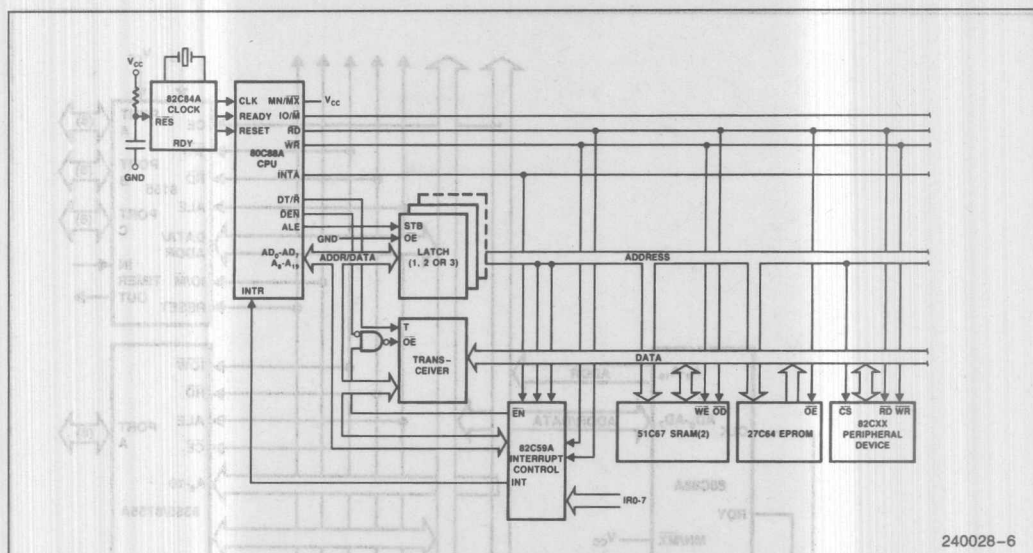 V CC
82C84A
CLOCK
RES
RDY
GND
CLK
READY
RESET
80C88A
CPU
MN/MX
V CC
IO/M
RD
WR
INTA
DT/R
DEN
ALE
AD0-AD7
A8-A19
INTR
GND
ADDR/DATA
STB
OE
LATCH
(1, 2 OR 3)
ADDRESS
T
OE
TRANS-
CEIVER
DATA
EN
82C59A
INTERRUPT
CONTROL
INT
IR0-7
WE OD
51C67 SRAM(2)
OE
27C64 EPROM
CS RD WR
82CXX
PERIPHERAL
DEVICE
240028-6